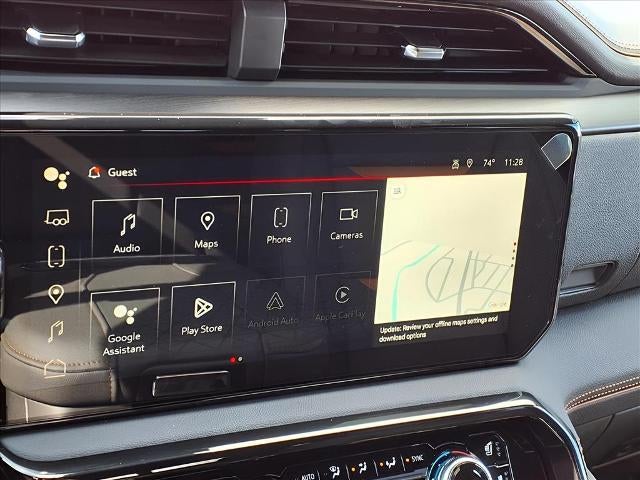 Guest
74° 11:28
Audio
Maps
Phone
Cameras
Google
Assistant
Play Store
Android Auto
Apple CarPlay
Google
Update: Review your offline maps settings and
download options
AUTO
SYNC